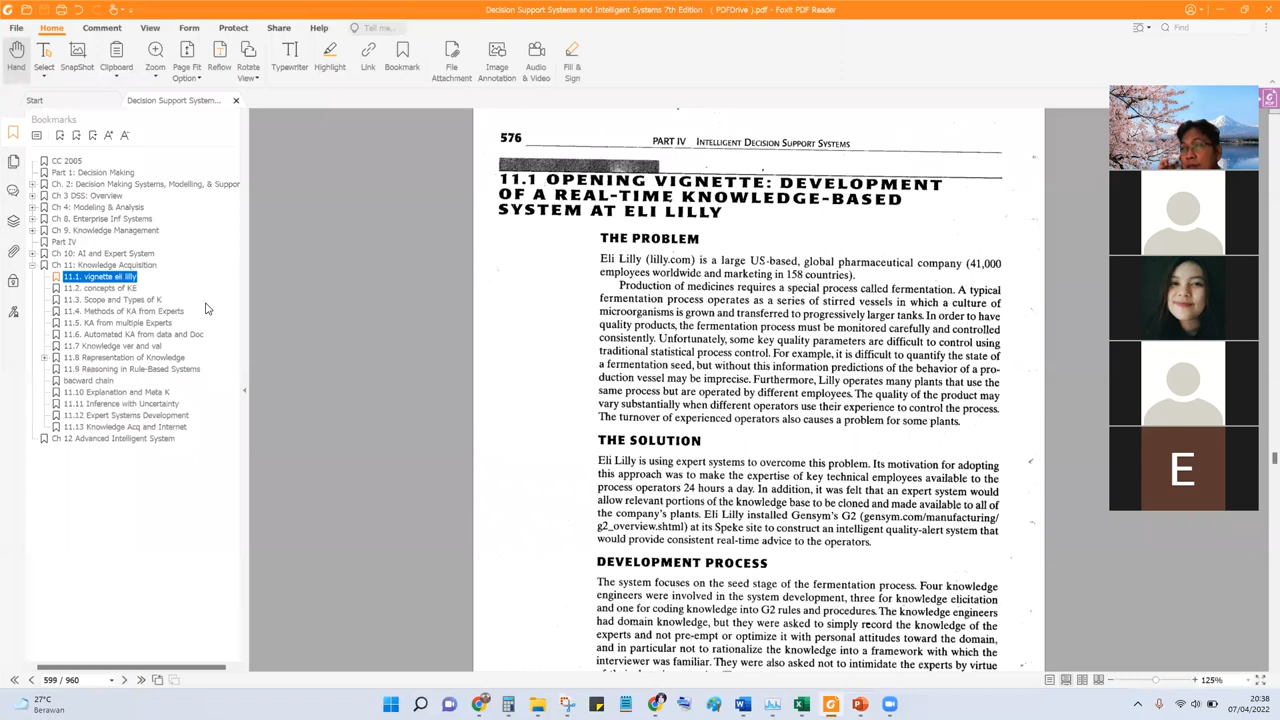 Decision Support Systems and Intelligent Systems 7th Edition ( PDFDrive ).pdf - Foxit PDF Reader
File Home Comment View Form Protect Share Help Tell me... Find
Hand Select SnapShot Clipboard Zoom Page Fit Option Reflow Rotate View Typewriter Highlight Link Bookmark File Attachment Image Annotation Audio & Video Fill & Sign
Start Decision Support System...
Bookmarks
CC 2005
Part 1: Decision Making
Ch. 2: Decision Making Systems, Modelling, & Suppor
Ch 3 DSS: Overview
Ch 4: Modeling & Analysis
Ch 8. Enterprise Inf Systems
Ch 9. Knowledge Management
Part IV
Ch 10: AI and Expert System
Ch 11: Knowledge Acquisition
11.1. vignette eli lilly
11.2. concepts of KE
11.3. Scope and Types of K
11.4. Methods of KA from Experts
11.5. KA from multiple Experts
11.6. Automated KA from data and Doc
11.7 Knowledge ver and val
11.8 Representation of Knowledge
11.9 Reasoning in Rule-Based Systems
bacward chain
11.10 Explanation and Meta K
11.11 Inference with Uncertainty
11.12 Expert Systems Development
11.13 Knowledge Acq and Internet
Ch 12 Advanced Intelligent System
576 PART IV INTELLIGENT DECISION SUPPORT SYSTEMS
11.1 OPENING VIGNETTE: DEVELOPMENT
OF A REAL-TIME KNOWLEDGE-BASED
SYSTEM AT ELI LILLY
THE PROBLEM
Eli Lilly (lilly.com) is a large US-based, global pharmaceutical company (41,000
employees worldwide and marketing in 158 countries).
Production of medicines requires a special process called fermentation. A typical
fermentation process operates as a series of stirred vessels in which a culture of
microorganisms is grown and transferred to progressively larger tanks. In order to have
quality products, the fermentation process must be monitored carefully and controlled
consistently. Unfortunately, some key quality parameters are difficult to control using
traditional statistical process control. For example, it is difficult to quantify the state of
a fermentation seed, but without this information predictions of the behavior of a pro-
duction vessel may be imprecise. Furthermore, Lilly operates many plants that use the
same process but are operated by different employees. The quality of the product may
vary substantially when different operators use their experience to control the process.
The turnover of experienced operators also causes a problem for some plants.
THE SOLUTION
Eli Lilly is using expert systems to overcome this problem. Its motivation for adopting
this approach was to make the expertise of key technical employees available to the
process operators 24 hours a day. In addition, it was felt that an expert system would
allow relevant portions of the knowledge base to be cloned and made available to all of
the company's plants. Eli Lilly installed Gensym's G2 (gensym.com/manufacturing/
g2_overview.shtml) at its Speke site to construct an intelligent quality-alert system that
would provide consistent real-time advice to the operators.
DEVELOPMENT PROCESS
The system focuses on the seed stage of the fermentation process. Four knowledge
engineers were involved in the system development, three for knowledge elicitation
and one for coding knowledge into G2 rules and procedures. The knowledge engineers
had domain knowledge, but they were asked to simply record the knowledge of the
experts and not pre-empt or optimize it with personal attitudes toward the domain,
and in particular not to rationalize the knowledge into a framework with which the
interviewer was familiar. They were also asked not to intimidate the experts by virtue
E
599 / 960
125%
27°C
Berawan
20:38
07/04/2022